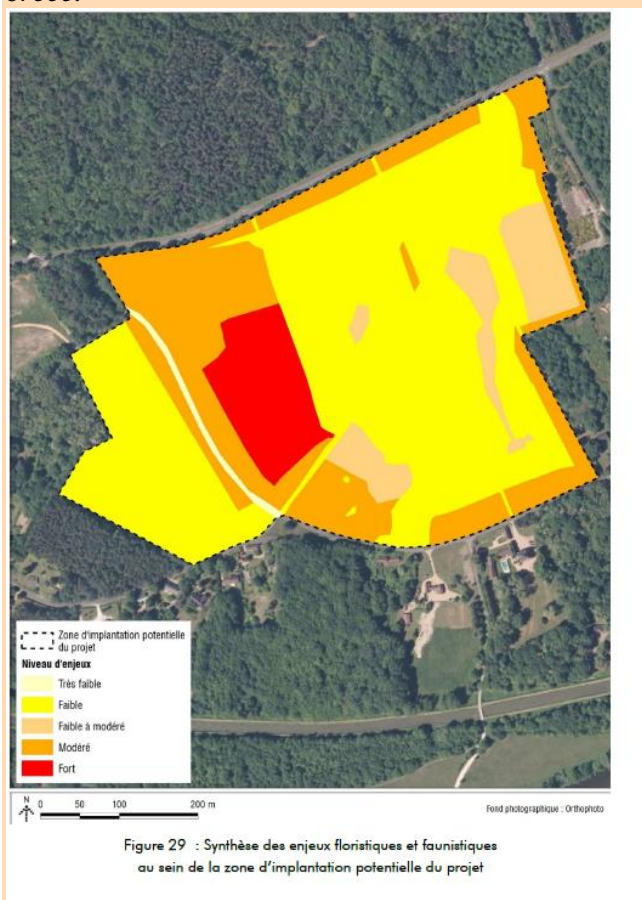 Zone d'implantation potentielle
du projet
Niveau d'enjeux
Très faible
Faible
Faible à modéré
Modéré
Fort
N 0 50 100 200 m
Fond photographique : Orthophoto
Figure 29 : Synthèse des enjeux floristiques et faunistiques
au sein de la zone d'implantation potentielle du projet